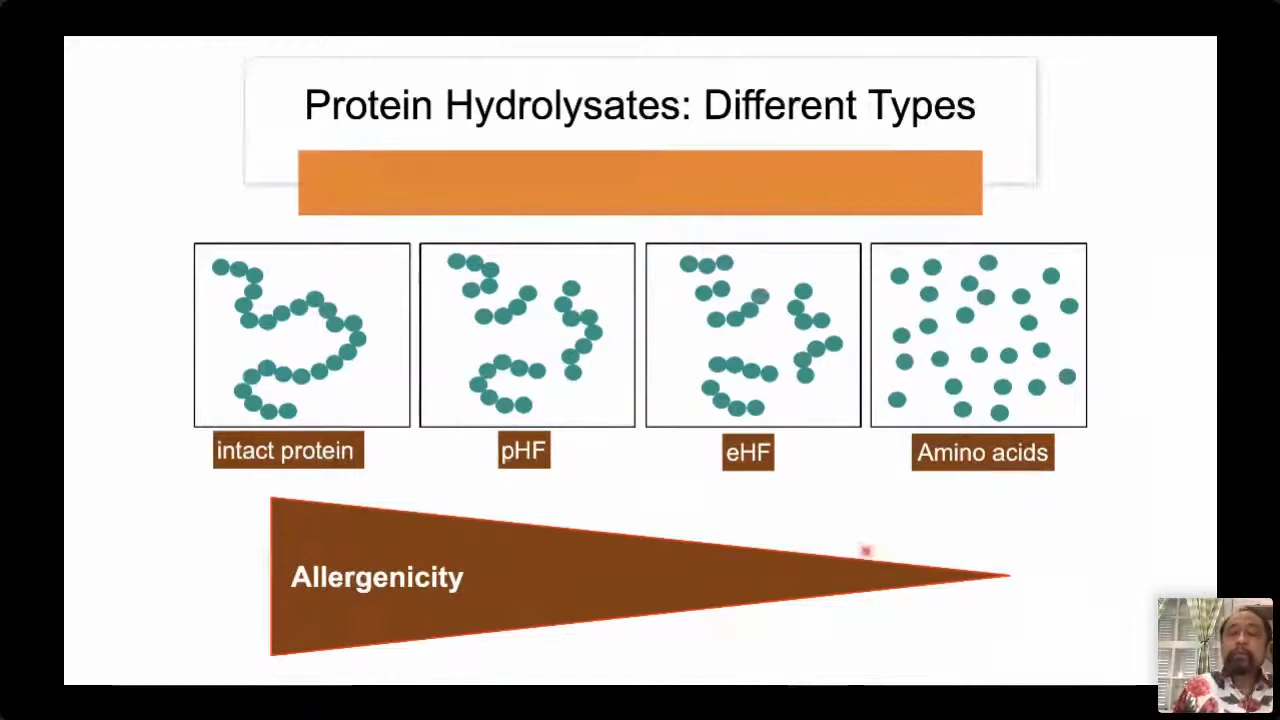 Protein Hydrolysates: Different Types
intact protein
pHF
eHF
Amino acids
Allergenicity